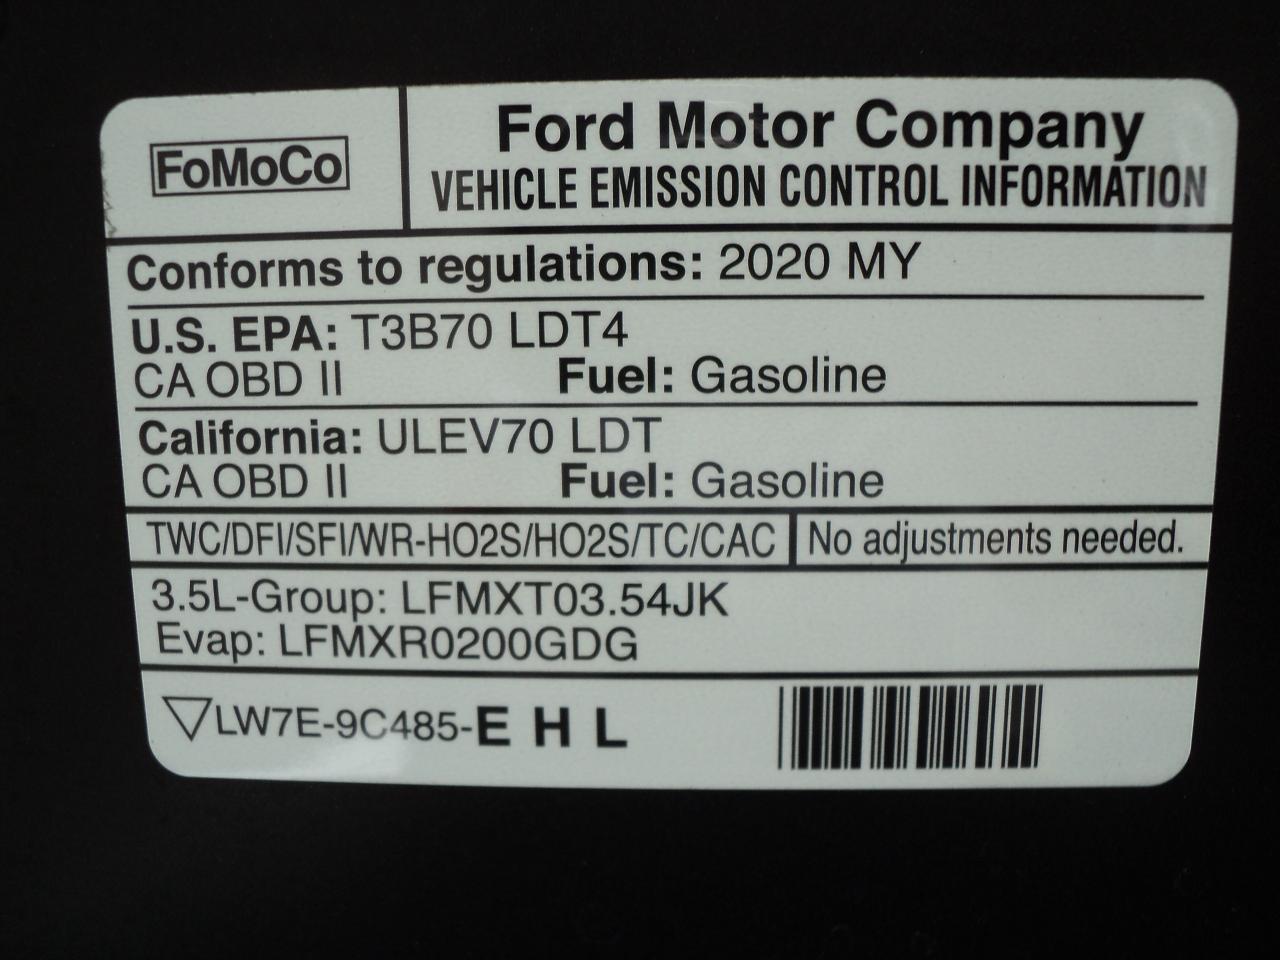 FoMoCo
Ford Motor Company
VEHICLE EMISSION CONTROL INFORMATION
Conforms to regulations: 2020 MY
U.S. EPA: T3B70 LDT4
CA OBD II Fuel: Gasoline
California: ULEV70 LDT
CA OBD II Fuel: Gasoline
TWC/DFI/SFI/WR-HO2S/HO2S/TC/CAC No adjustments needed.
3.5L-Group: LFMXT03.54JK
Evap: LFMXR0200GDG
LW7E-9C485-E H L